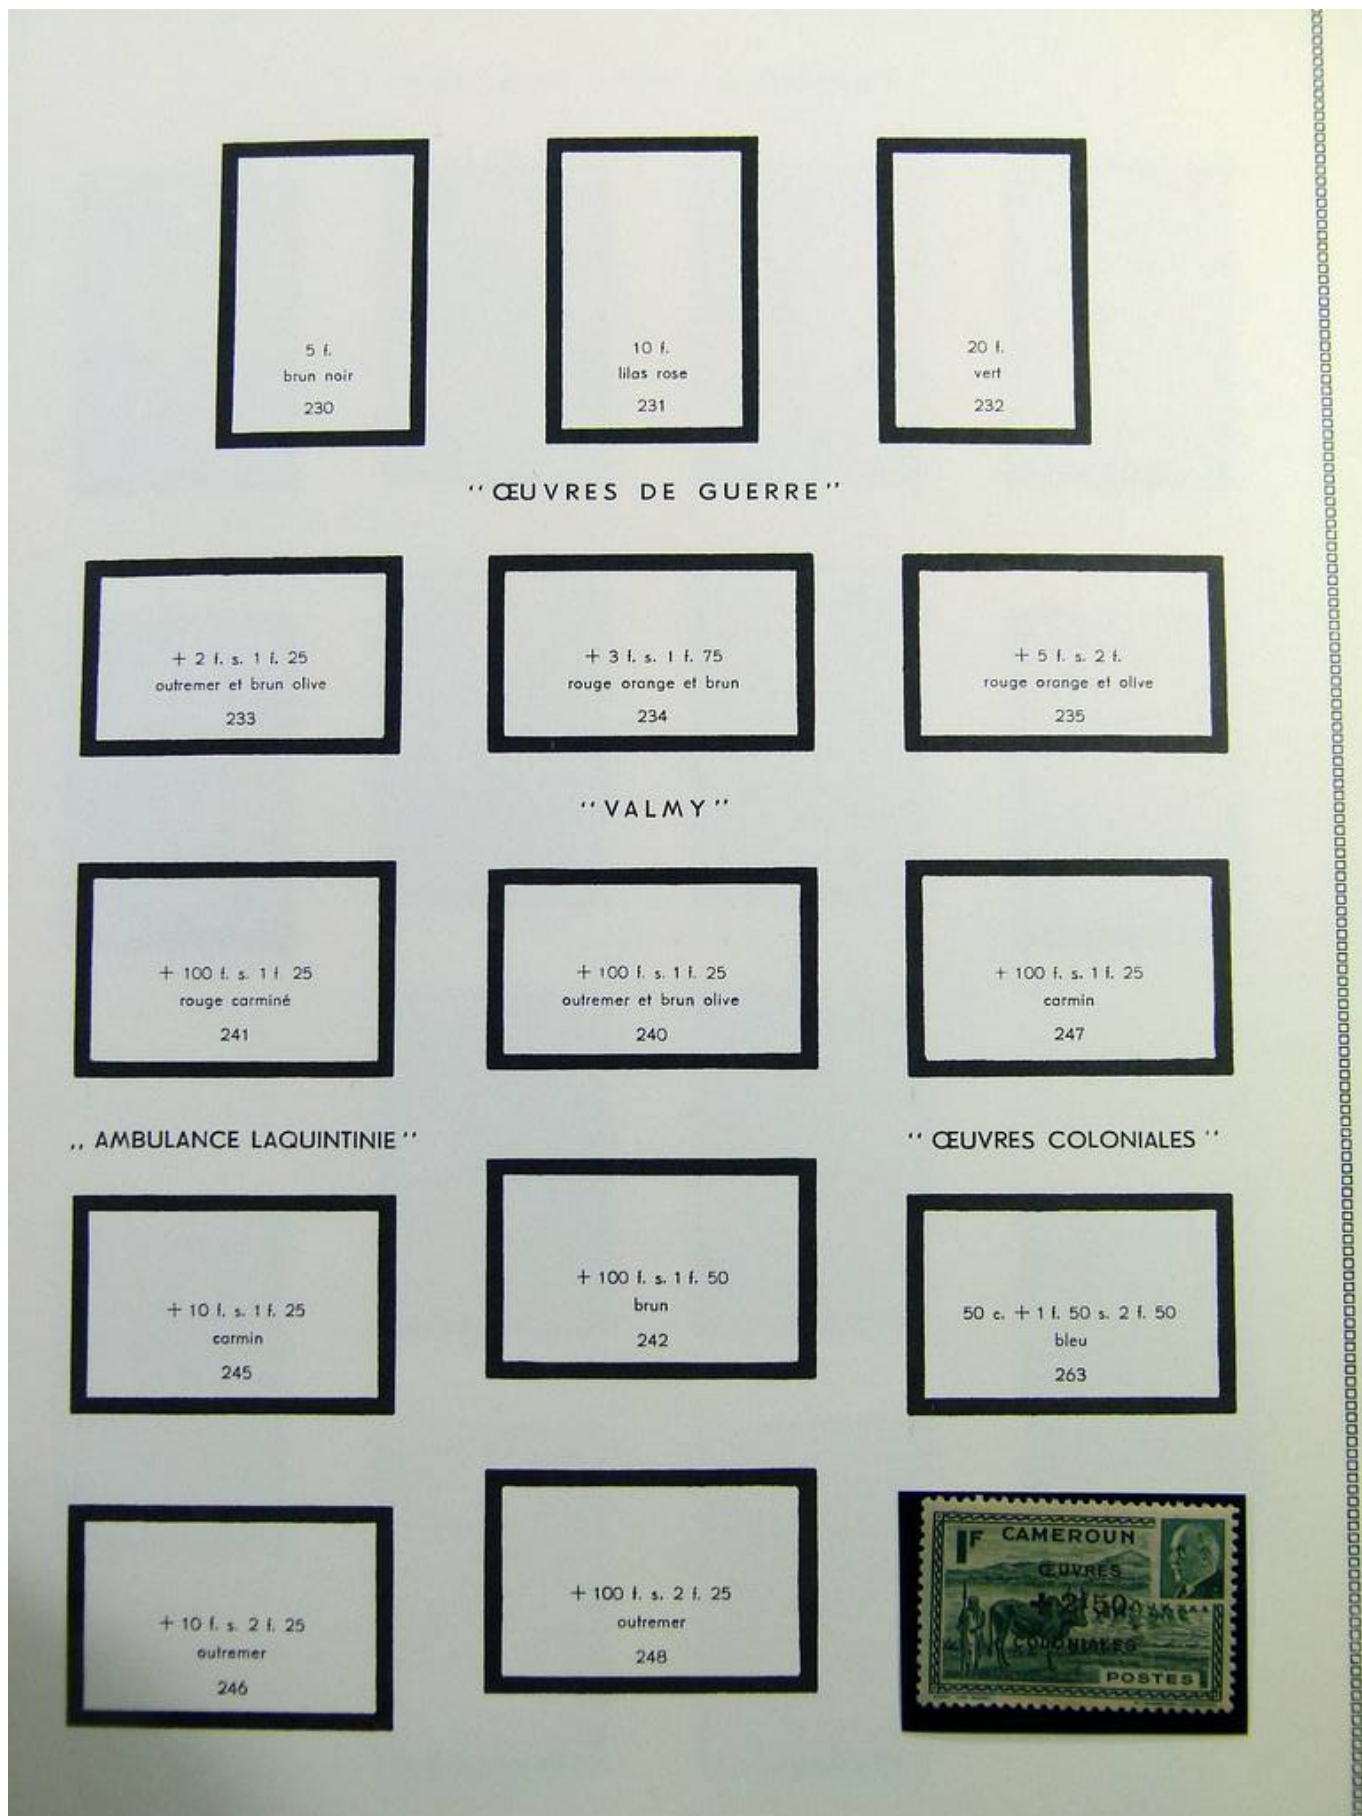 5 f.
brun noir
230
10 f.
lilas rose
231
20 f.
vert
232
"ŒUVRES DE GUERRE"
+ 2 f. s. 1 f. 25
outremer et brun olive
233
+ 3 f. s. 1 f. 75
rouge orange et brun
234
+ 5 f. s. 2 f.
rouge orange et olive
235
"VALMY"
+ 100 f. s. 1 f 25
rouge carminé
241
+ 100 f. s. 1 f. 25
outremer et brun olive
240
+ 100 f. s. 1 f. 25
carmin
247
,, AMBULANCE LAQUINTINIE"
"ŒUVRES COLONIALES"
+ 10 f. s. 1 f. 25
carmin
245
+ 100 f. s. 1 f. 50
brun
242
50 c. + 1 f. 50 s. 2 f. 50
bleu
263
+ 10 f. s. 2 f. 25
outremer
246
+ 100 f. s. 2 f. 25
outremer
248
1F CAMEROUN
ŒUVRES
+ 2f50
COLONIALES
POSTES